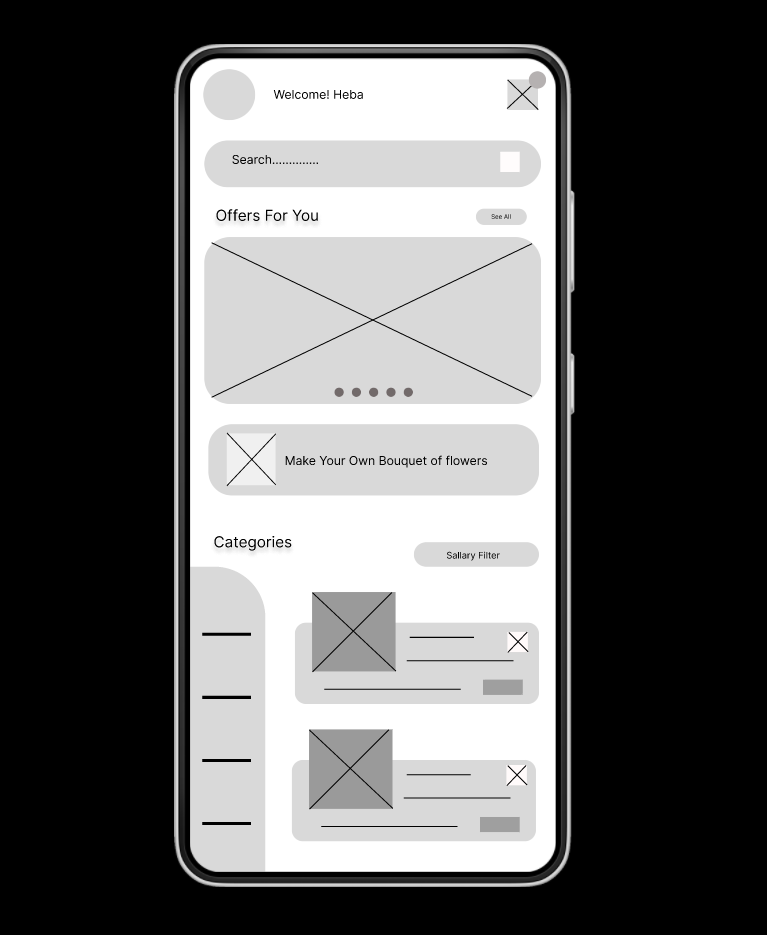 Welcome! Heba
Search..............
Offers For You
See All
Make Your Own Bouquet of flowers
Categories
Sallary Filter